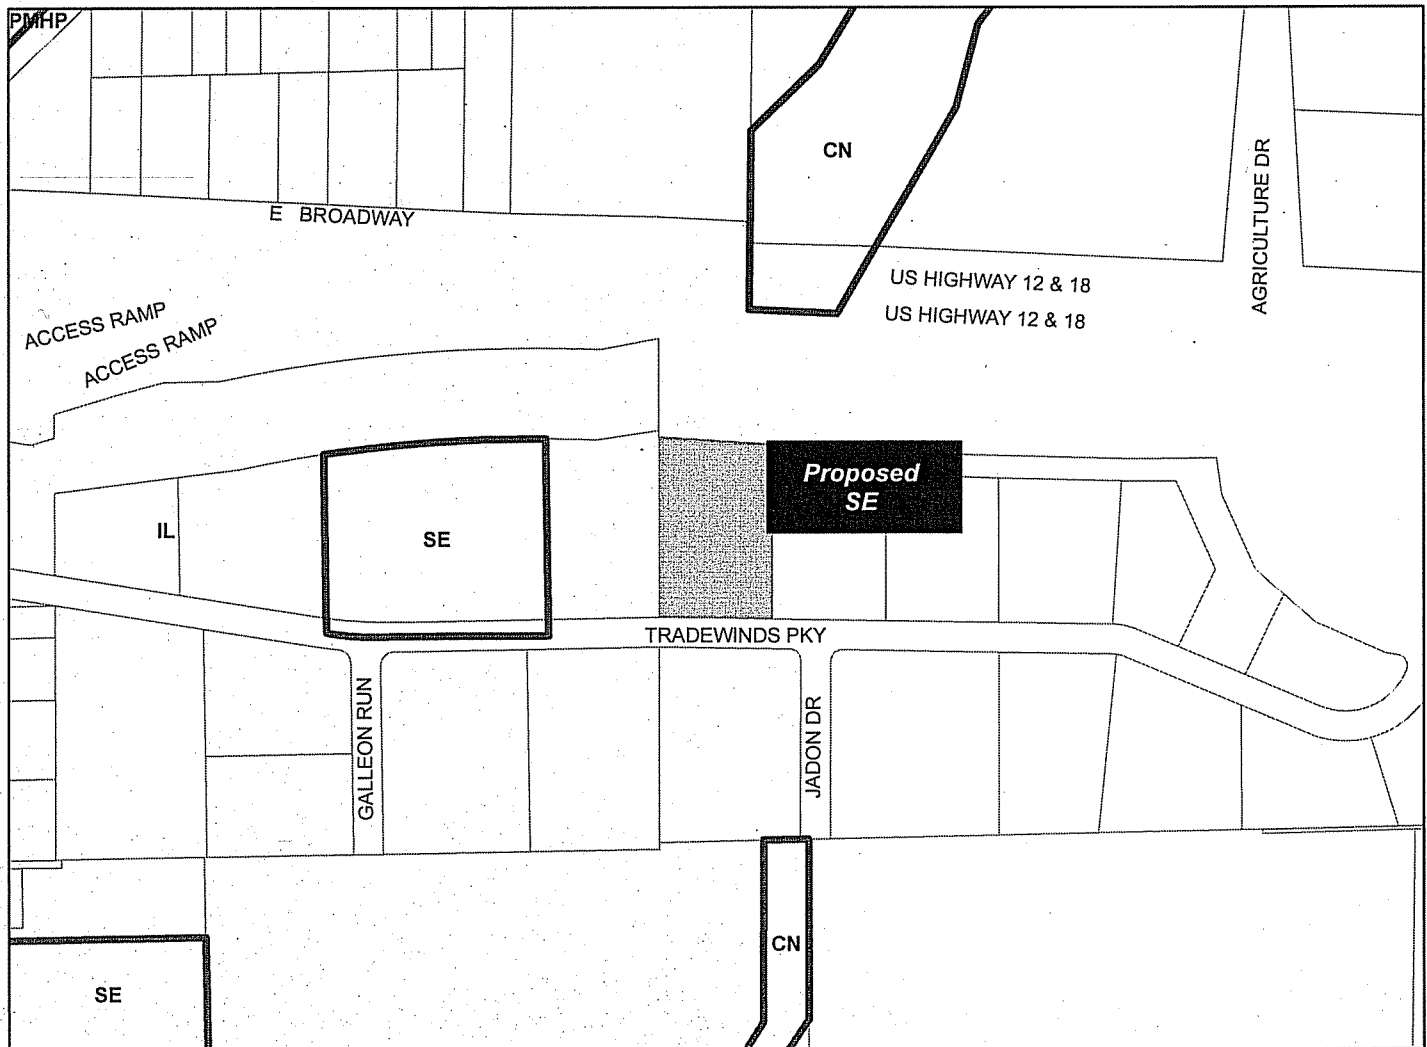 PMHP
CN
E BROADWAY
AGRICULTURE DR
US HIGHWAY 12 & 18
US HIGHWAY 12 & 18
ACCESS RAMP
ACCESS RAMP
Proposed
SE
IL
SE
TRADEWINDS PKY
GALLEON RUN
JADON DR
CN
SE